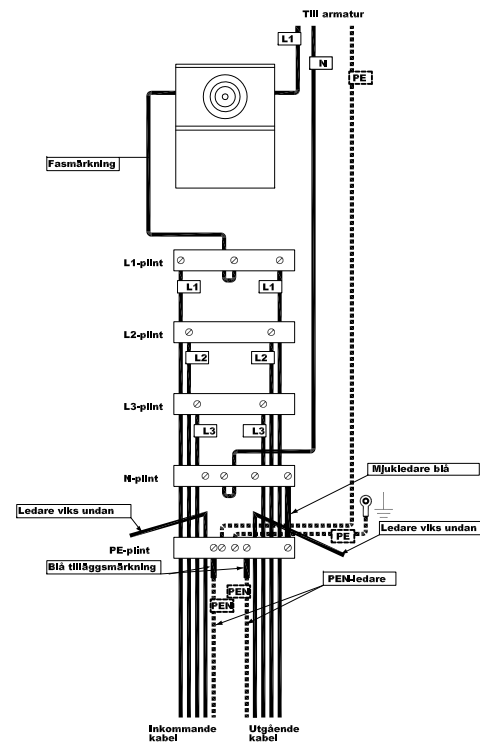 Till armatur
L1
N
PE
Fasmärkning
L1-plint
L1 L1
L2-plint
L2 L2
L3-plint
L3 L3
N-plint
Mjukledare blå
Ledare viks undan
PE
Ledare viks undan
PE-plint
Blå tilläggsmärkning
PEN-ledare
PEN
PEN
Inkommande
kabel
Utgående
kabel